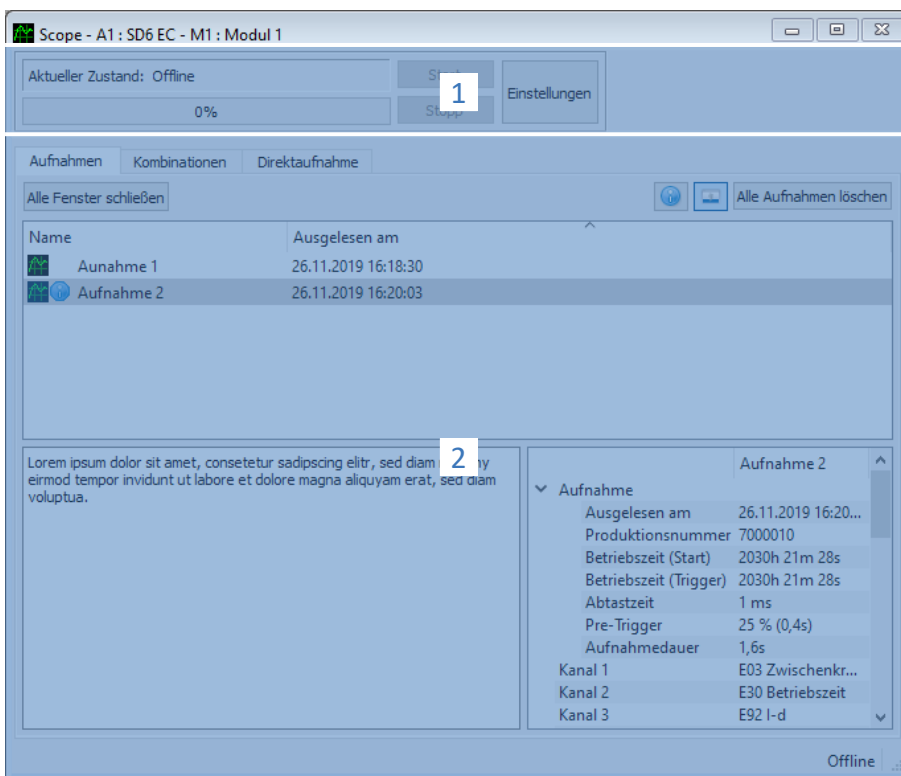 Scope - A1 : SD6 EC - M1 : Modul 1
Aktueller Zustand: Offline
0%
Stopp
1
Einstellungen
Aufnahmen Kombinationen Direktaufnahme
Alle Fenster schließen
Alle Aufnahmen löschen
Name Ausgelesen am
Aunahme 1 26.11.2019 16:18:30
Aufnahme 2 26.11.2019 16:20:03
Lorem ipsum dolor sit amet, consetetur sadipscing elitr, sed diam
eirmod tempor invidunt ut labore et dolore magna aliquyam erat, sed diam
voluptua.
2
Aufnahme 2
Aufnahme
Ausgelesen am 26.11.2019 16:20...
Produktionsnummer 7000010
Betriebszeit (Start) 2030h 21m 28s
Betriebszeit (Trigger) 2030h 21m 28s
Abtastzeit 1 ms
Pre-Trigger 25 % (0,4s)
Aufnahmedauer 1,6s
Kanal 1 E03 Zwischenkr...
Kanal 2 E30 Betriebszeit
Kanal 3 E92 I-d
Offline